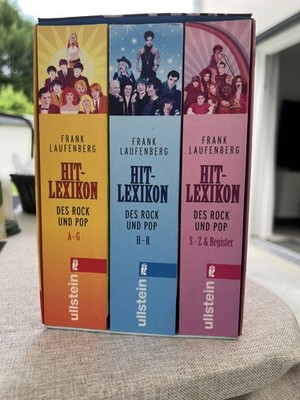 FRANK
LAUFENBERG
HIT-
LEXIKON
DES ROCK
UND POP
A-G
ullstein
FRANK
LAUFENBERG
HIT-
LEXIKON
DES ROCK
UND POP
H-R
ullstein
FRANK
LAUFENBERG
HIT-
LEXIKON
DES ROCK
UND POP
S-Z & Register
ullstein